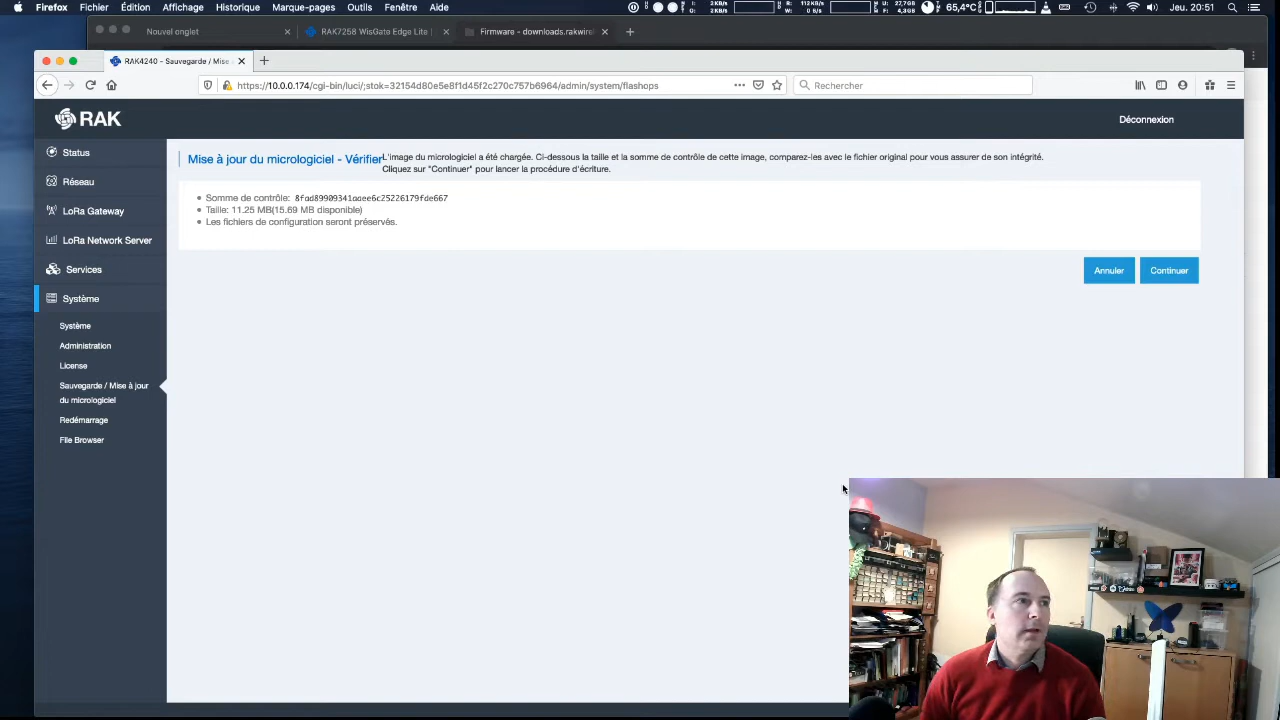 Firefox Fichier Édition Affichage Historique Marque-pages Outils Fenêtre Aide
65,4°C
Jeu. 20:51
Nouvel onglet
RAK7258 WisGate Edge Lite |
Firmware - downloads.rakwire
RAK4240 - Sauvegarde / Mise
https://10.0.0.174/cgi-bin/luci/;stok=32154d80e5e8f1d45f2c270c757b6964/admin/system/flashops
Rechercher
RAK
Déconnexion
Status
Réseau
LoRa Gateway
LoRa Network Server
Services
Système
Système
Administration
License
Sauvegarde / Mise à jour
du micrologiciel
Redémarrage
File Browser
Mise à jour du micrologiciel - Vérifier
L'image du micrologiciel a été chargée. Ci-dessous la taille et la somme de contrôle de cette image, comparez-les avec le fichier original pour vous assurer de son intégrité.
Cliquez sur "Continuer" pour lancer la procédure d'écriture.
Somme de contrôle: 8fad89909341aaee6c25226179fde667
Taille: 11.25 MB(15.69 MB disponible)
Les fichiers de configuration seront préservés.
Annuler
Continuer